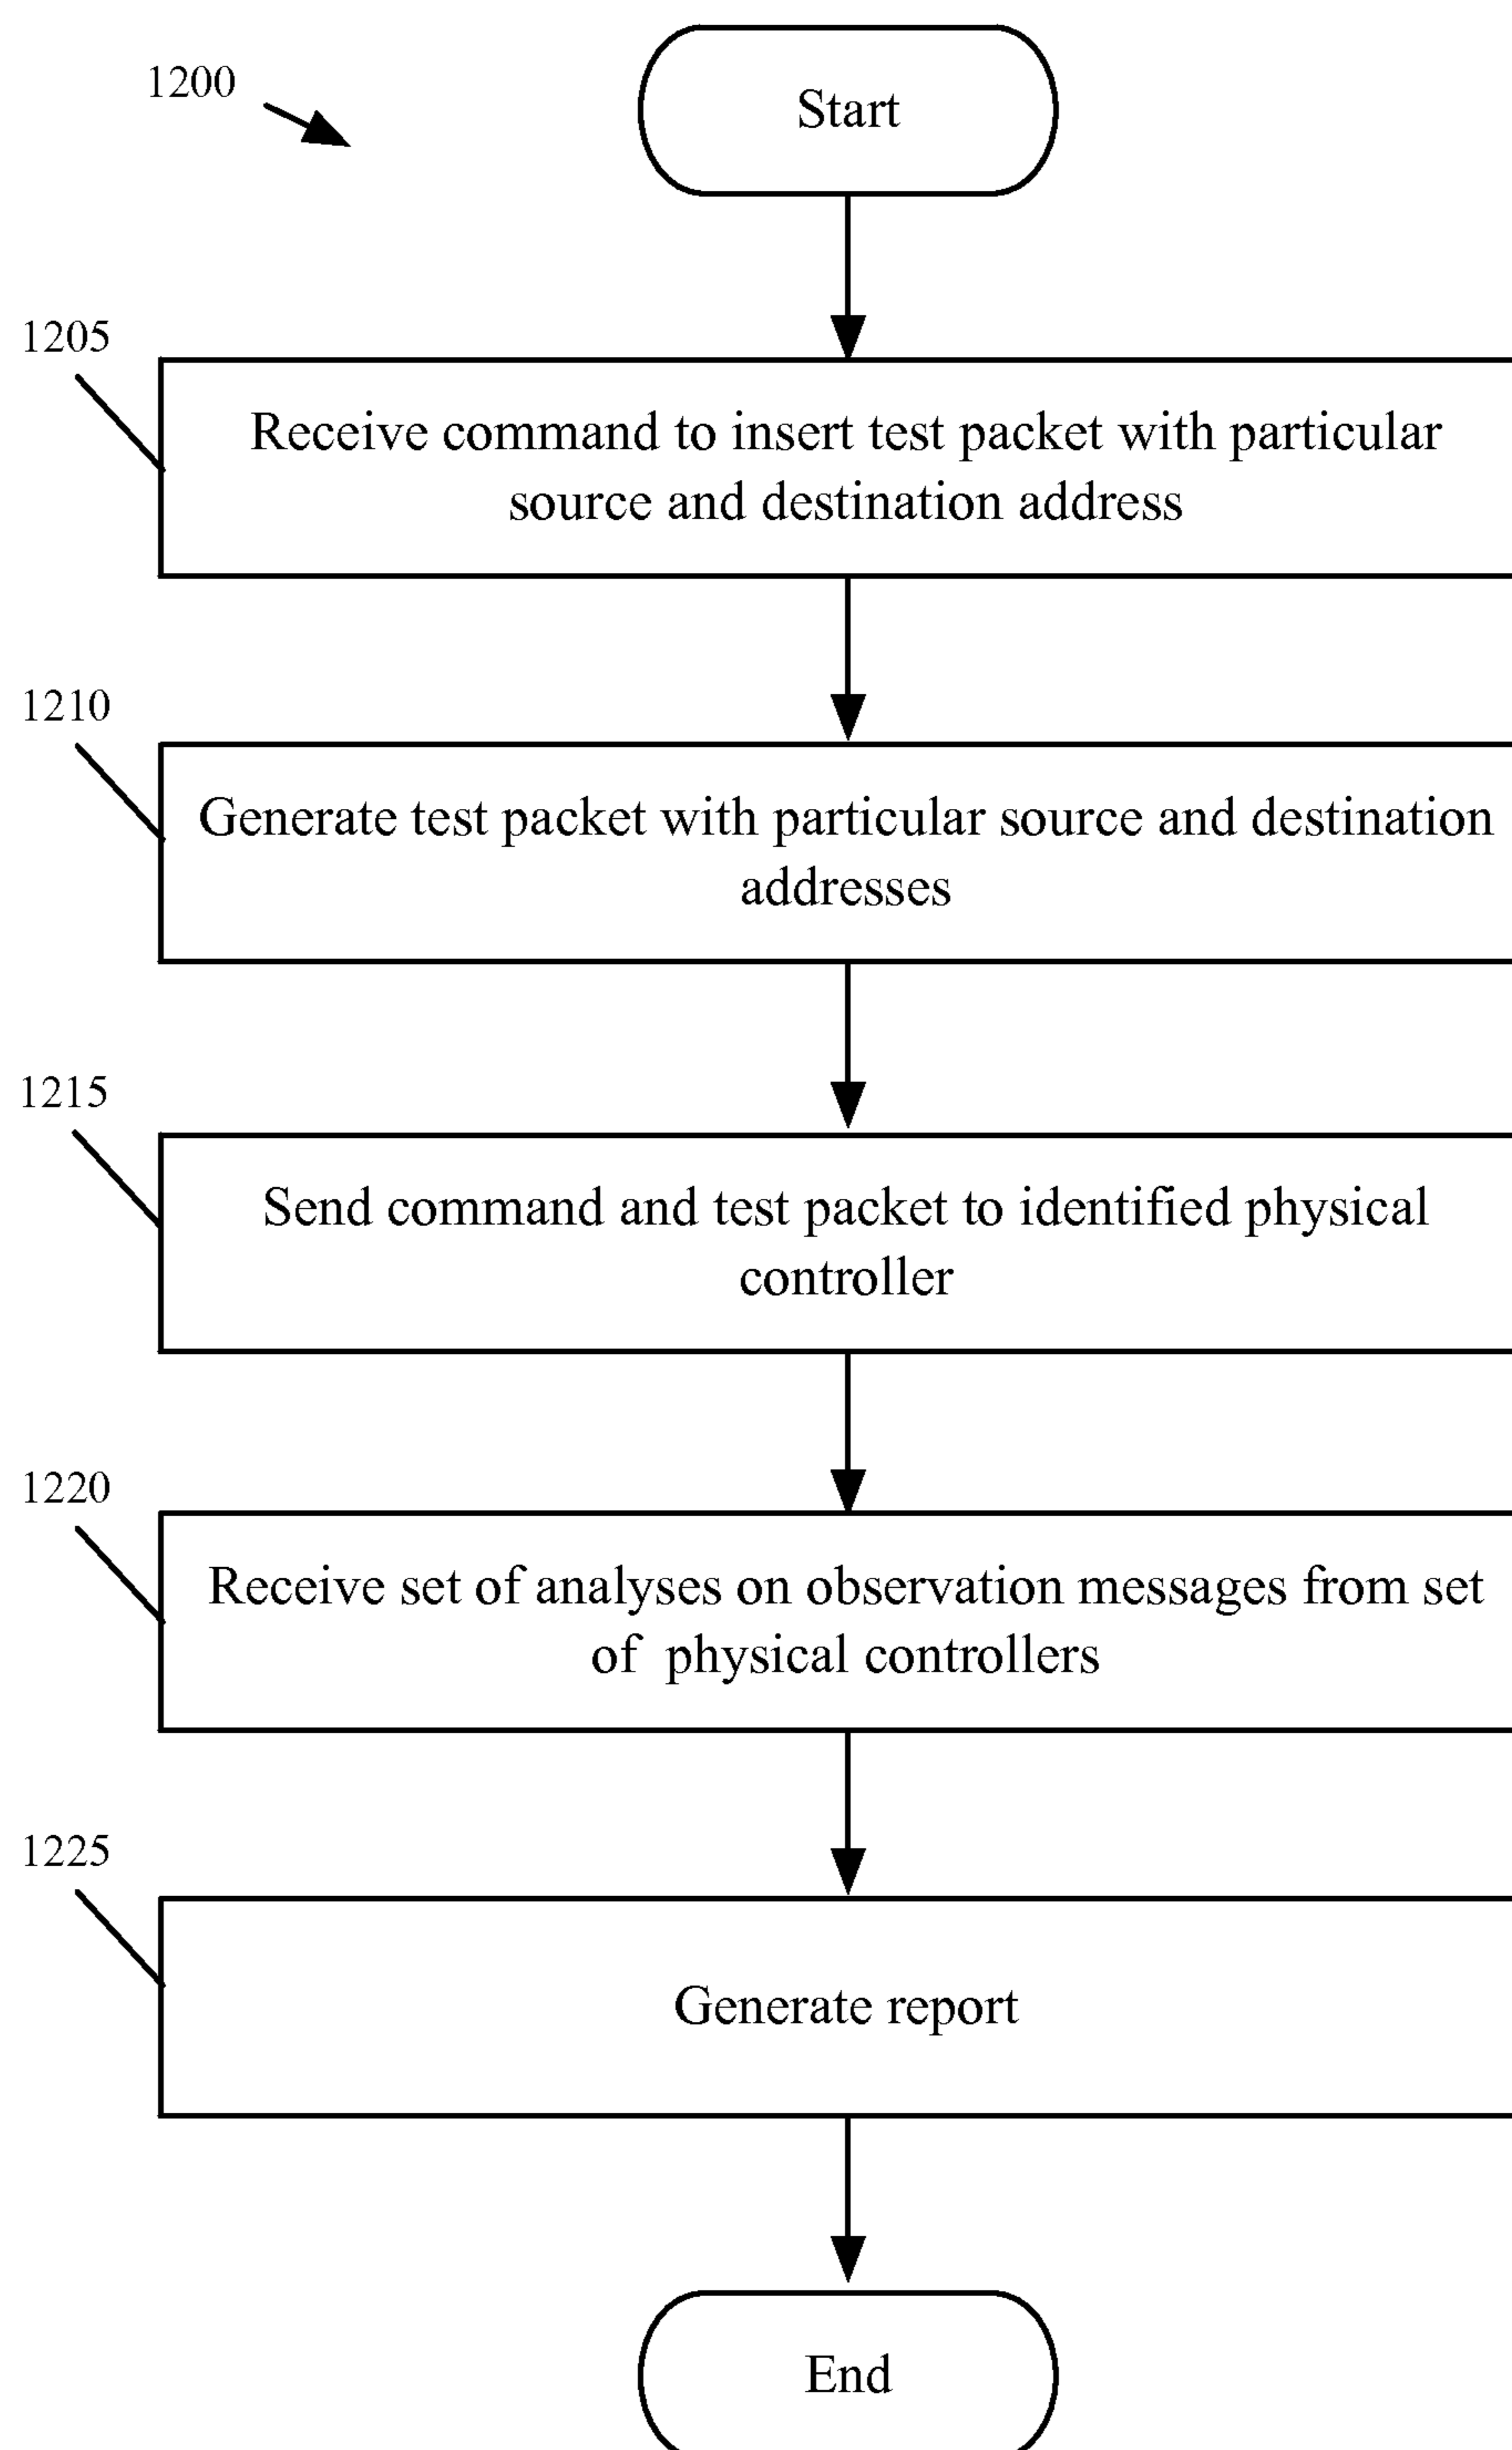 1200
Start
1205
Receive command to insert test packet with particular
source and destination address
1210
Generate test packet with particular source and destination
addresses
1215
Send command and test packet to identified physical
controller
1220
Receive set of analyses on observation messages from set
of physical controllers
1225
Generate report
End